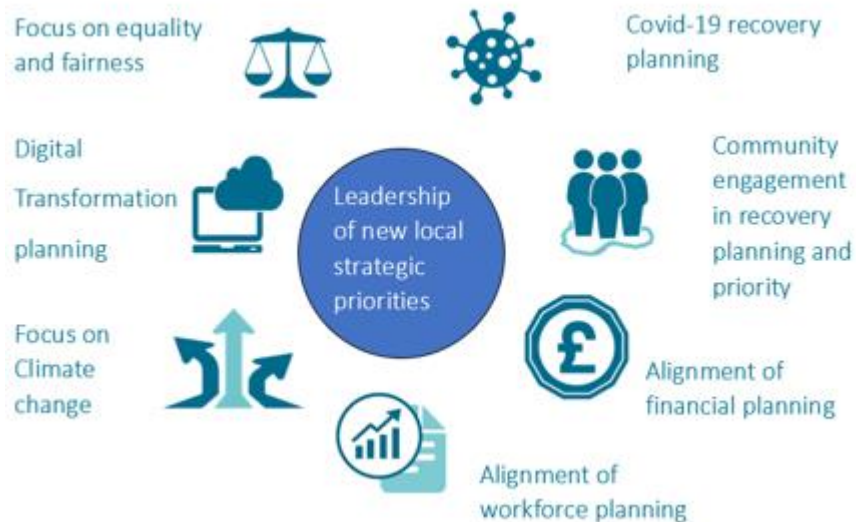 Focus on equality
and fairness
Covid-19 recovery
planning
Digital
Transformation
planning
Leadership
of new local
strategic
priorities
Community
engagement
in recovery
planning and
priority
Focus on
Climate
change
£
Alignment of
financial planning
Alignment of
workforce planning